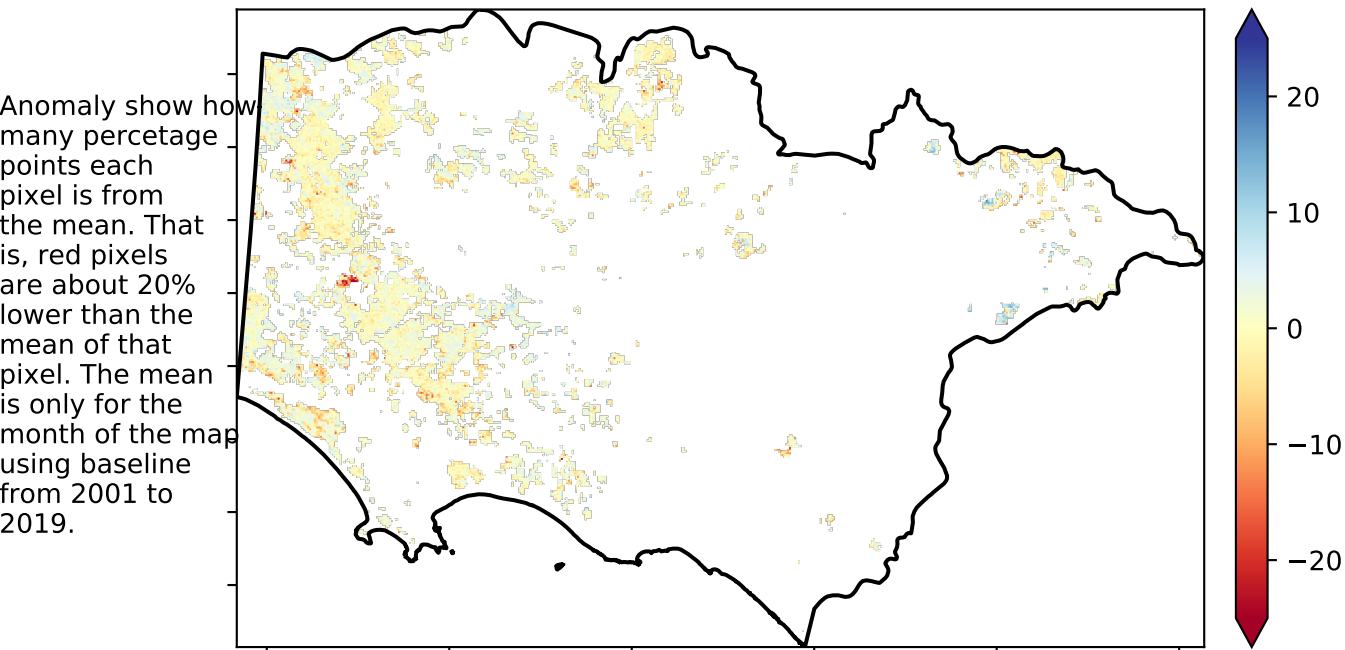 Anomaly show how
many percetage
points each
pixel is from
the mean. That
is, red pixels
are about 20%
lower than the
mean of that
pixel. The mean
is only for the
month of the map
using baseline
from 2001 to
2019.
20
10
0
−10
−20